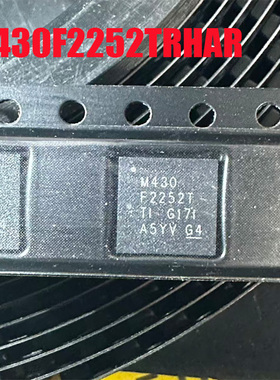 430F2252TRHAR
M430
F2252T
TI G171
A5YV G4